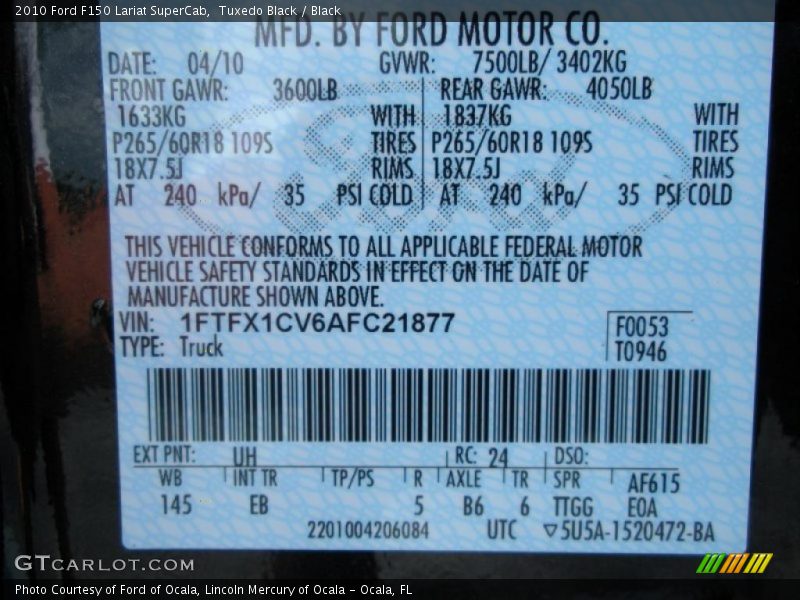 2010 Ford F150 Lariat SuperCab,  Tuxedo Black / Black
MFD. BY FORD MOTOR CO.
DATE: 04/10 GVWR: 7500LB/ 3402KG
FRONT GAWR: 3600LB REAR GAWR: 4050LB
1633KG WITH 1837KG WITH
P265/60R18 109S TIRES P265/60R18 109S TIRES
18X7.5J RIMS 18X7.5J RIMS
AT 240 kPa/ 35 PSI COLD AT 240 kPa/ 35 PSI COLD
THIS VEHICLE CONFORMS TO ALL APPLICABLE FEDERAL MOTOR
VEHICLE SAFETY STANDARDS IN EFFECT ON THE DATE OF
MANUFACTURE SHOWN ABOVE.
VIN: 1FTFX1CV6AFC21877 F0053
TYPE: Truck T0946
EXT PNT: UH RC: 24 DSO:
WB INT TR TP/PS R AXLE TR SPR AF615
145 EB 5 B6 6 TTGG EOA
2201004206084 UTC ▽5U5A-1520472-BA
GTCARLOT.COM
Photo Courtesy of Ford of Ocala, Lincoln Mercury of Ocala - Ocala, FL